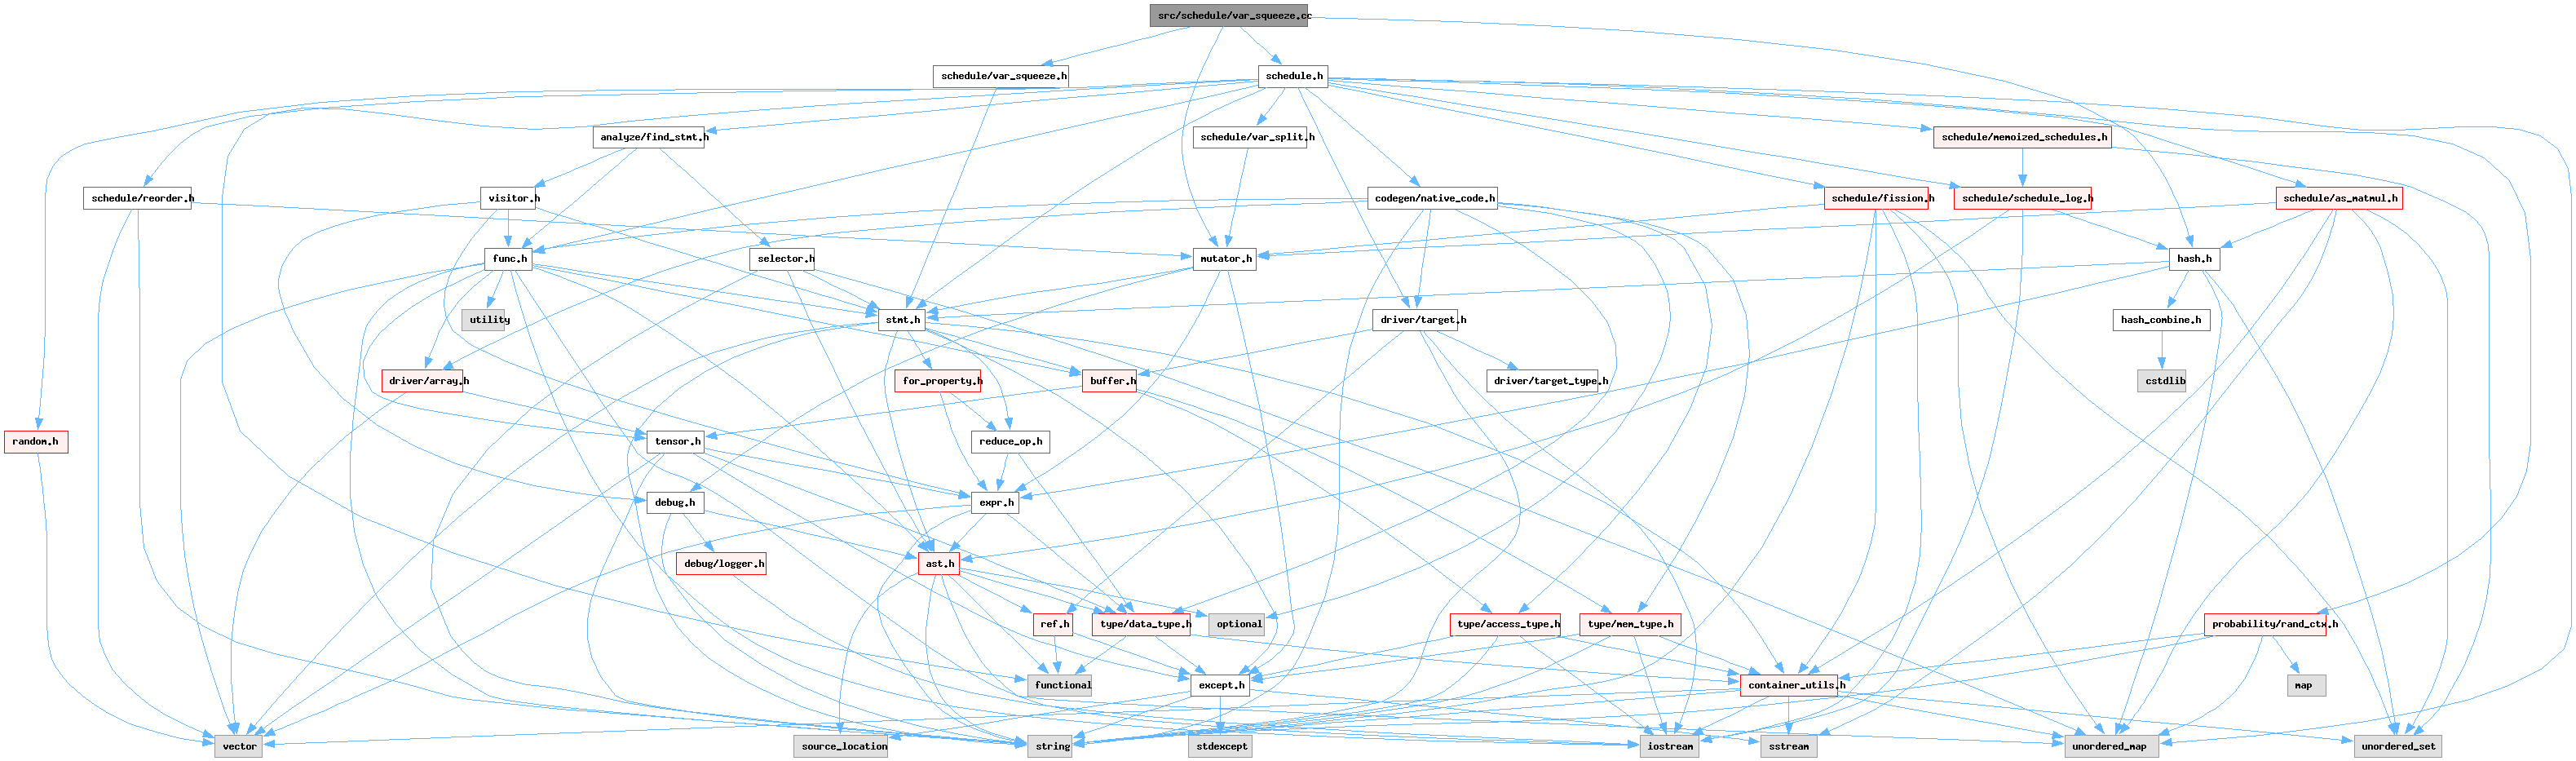 src/schedule/var_squeeze.cc
schedule/var_squeeze.h
schedule.h
analyze/find_stmt.h
schedule/var_split.h
schedule/memoized_schedules.h
schedule/reorder.h
visitor.h
codegen/native_code.h
schedule/fission.h
schedule/schedule_log.h
schedule/as_matmul.h
func.h
selector.h
mutator.h
hash.h
utility
stmt.h
driver/target.h
hash_combine.h
driver/array.h
for_property.h
buffer.h
driver/target_type.h
cstdlib
random.h
tensor.h
reduce_op.h
debug.h
expr.h
debug/logger.h
ast.h
ref.h
type/data_type.h
optional
type/access_type.h
type/mem_type.h
probability/rand_ctx.h
functional
except.h
container_utils.h
map
vector
source_location
string
stdexcept
iostream
sstream
unordered_map
unordered_set